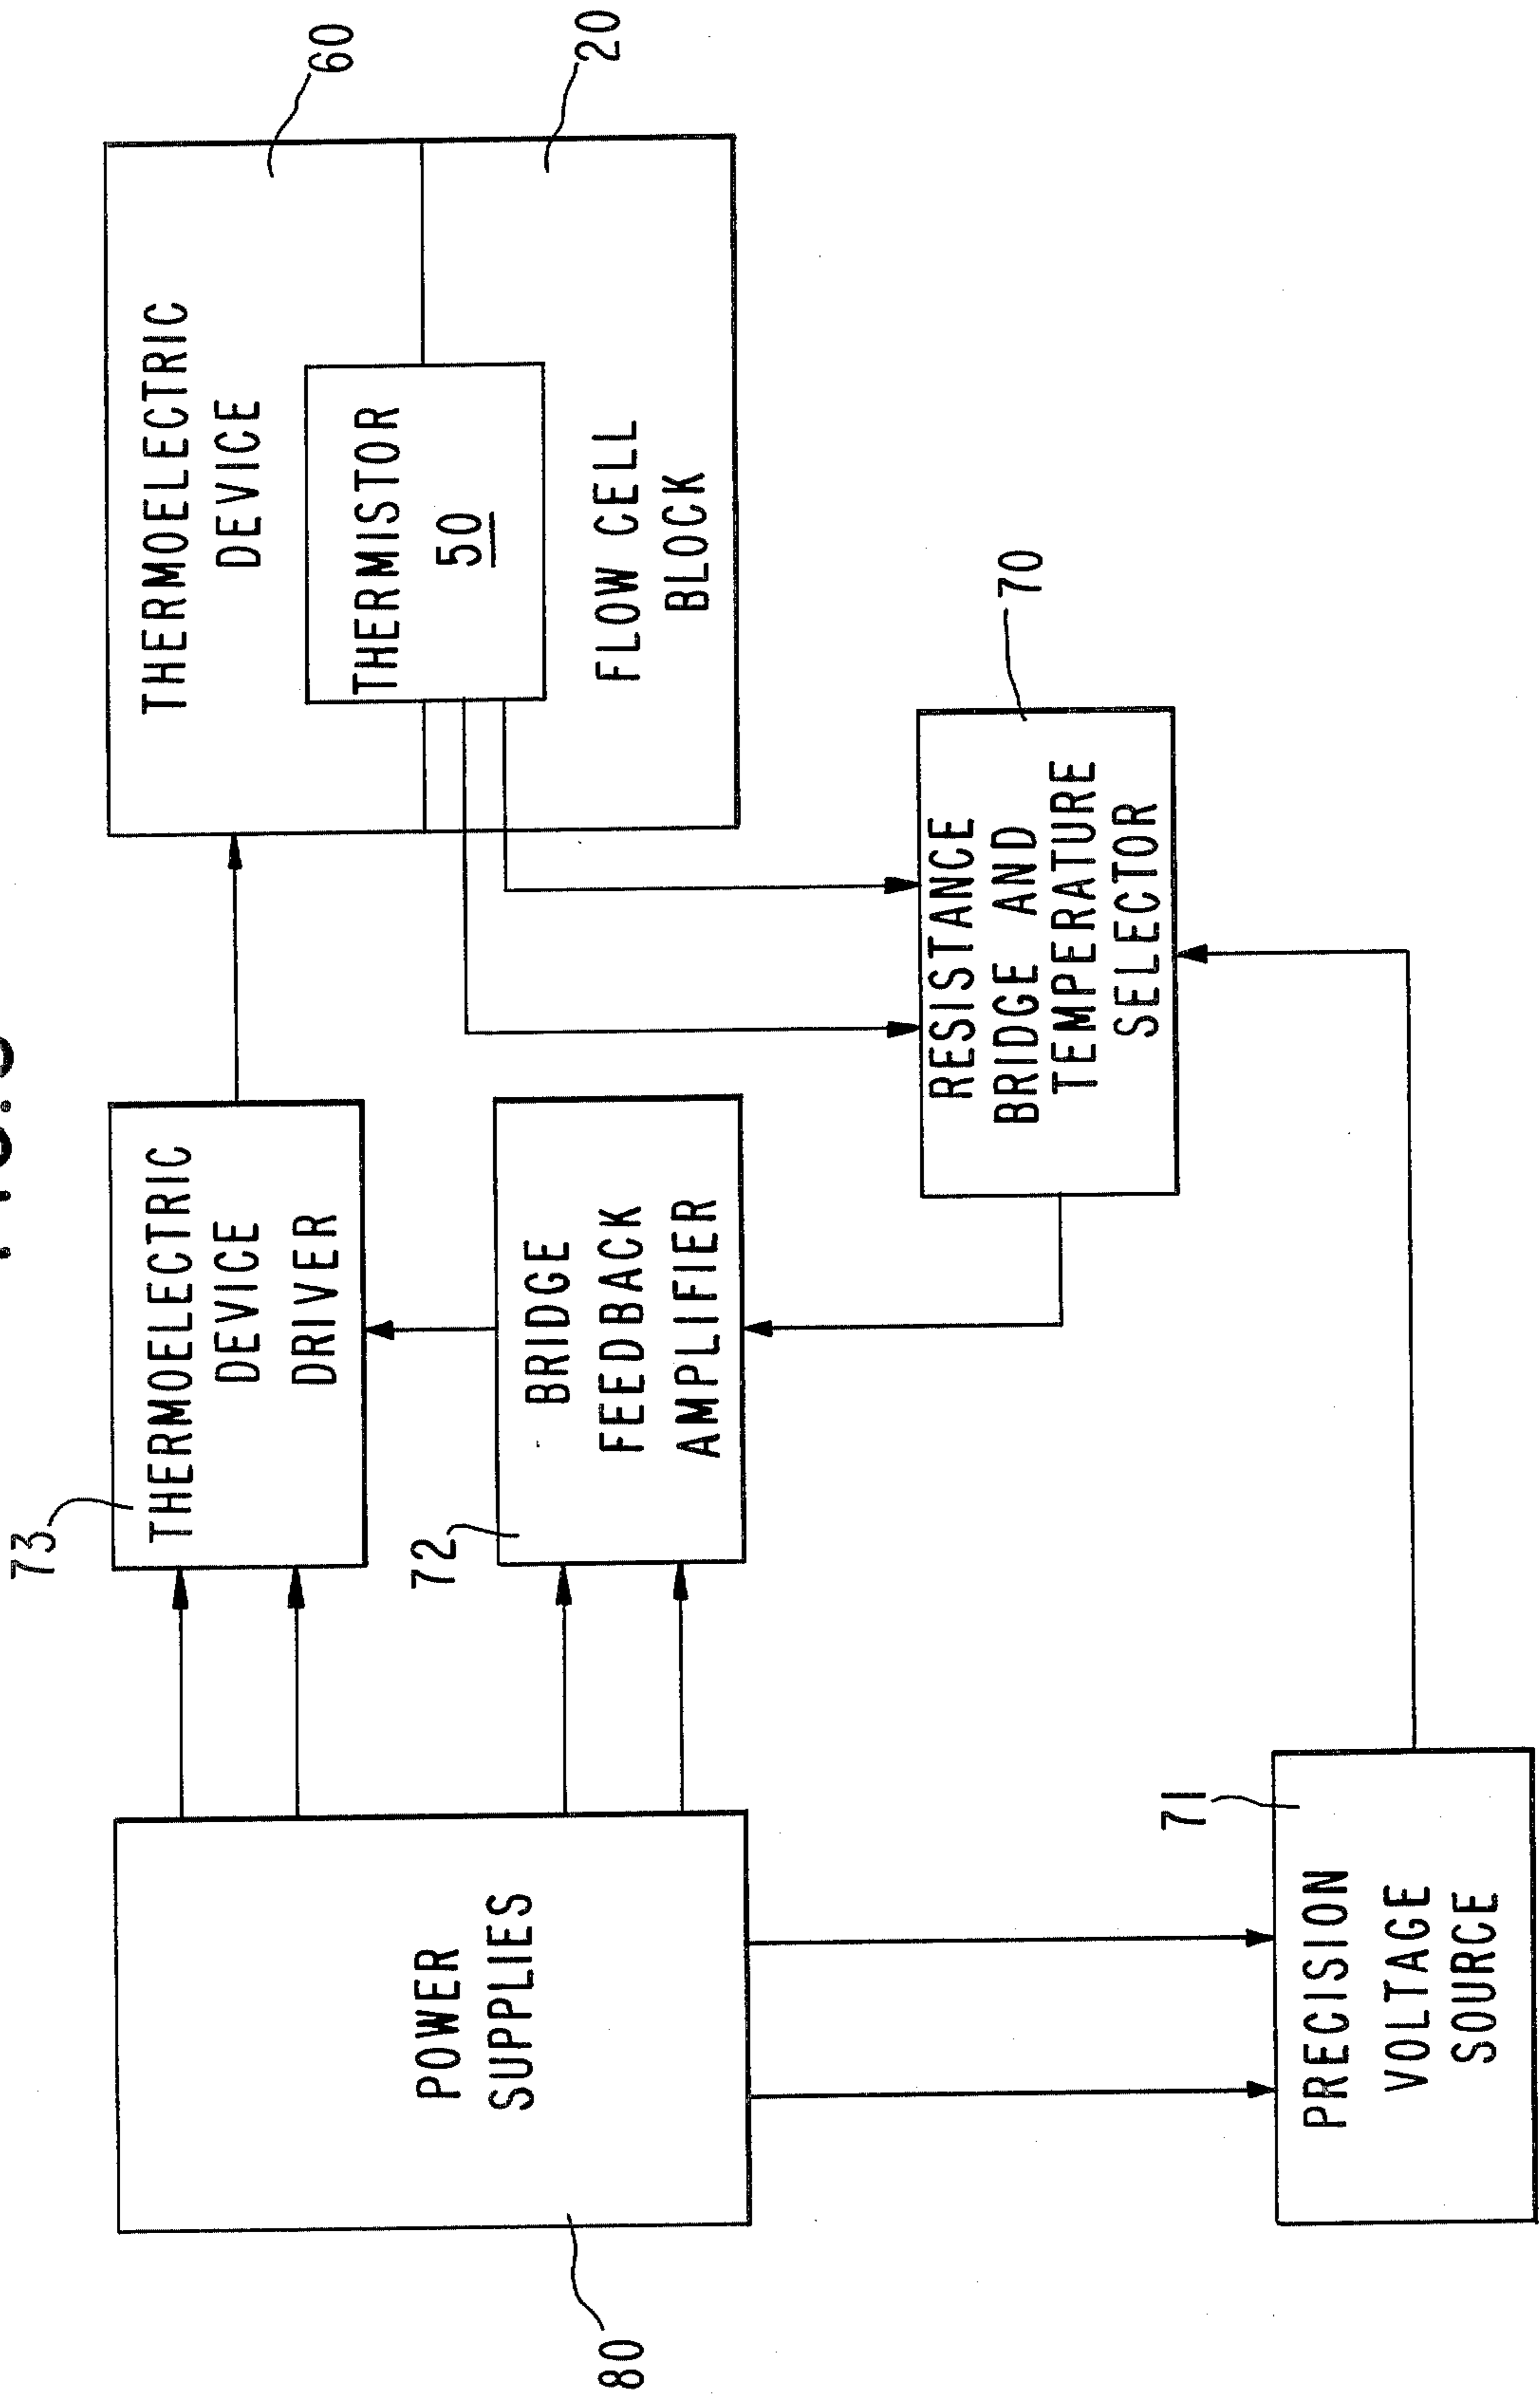 73
THERMOELECTRIC
DEVICE
DRIVER
THERMOELECTRIC
DEVICE
60
THERMISTOR
50
FLOW CELL
BLOCK
20
POWER
SUPPLIES
80
72
BRIDGE
FEEDBACK
AMPLIFIER
70
RESISTANCE
BRIDGE AND
TEMPERATURE
SELECTOR
71
PRECISION
VOLTAGE
SOURCE